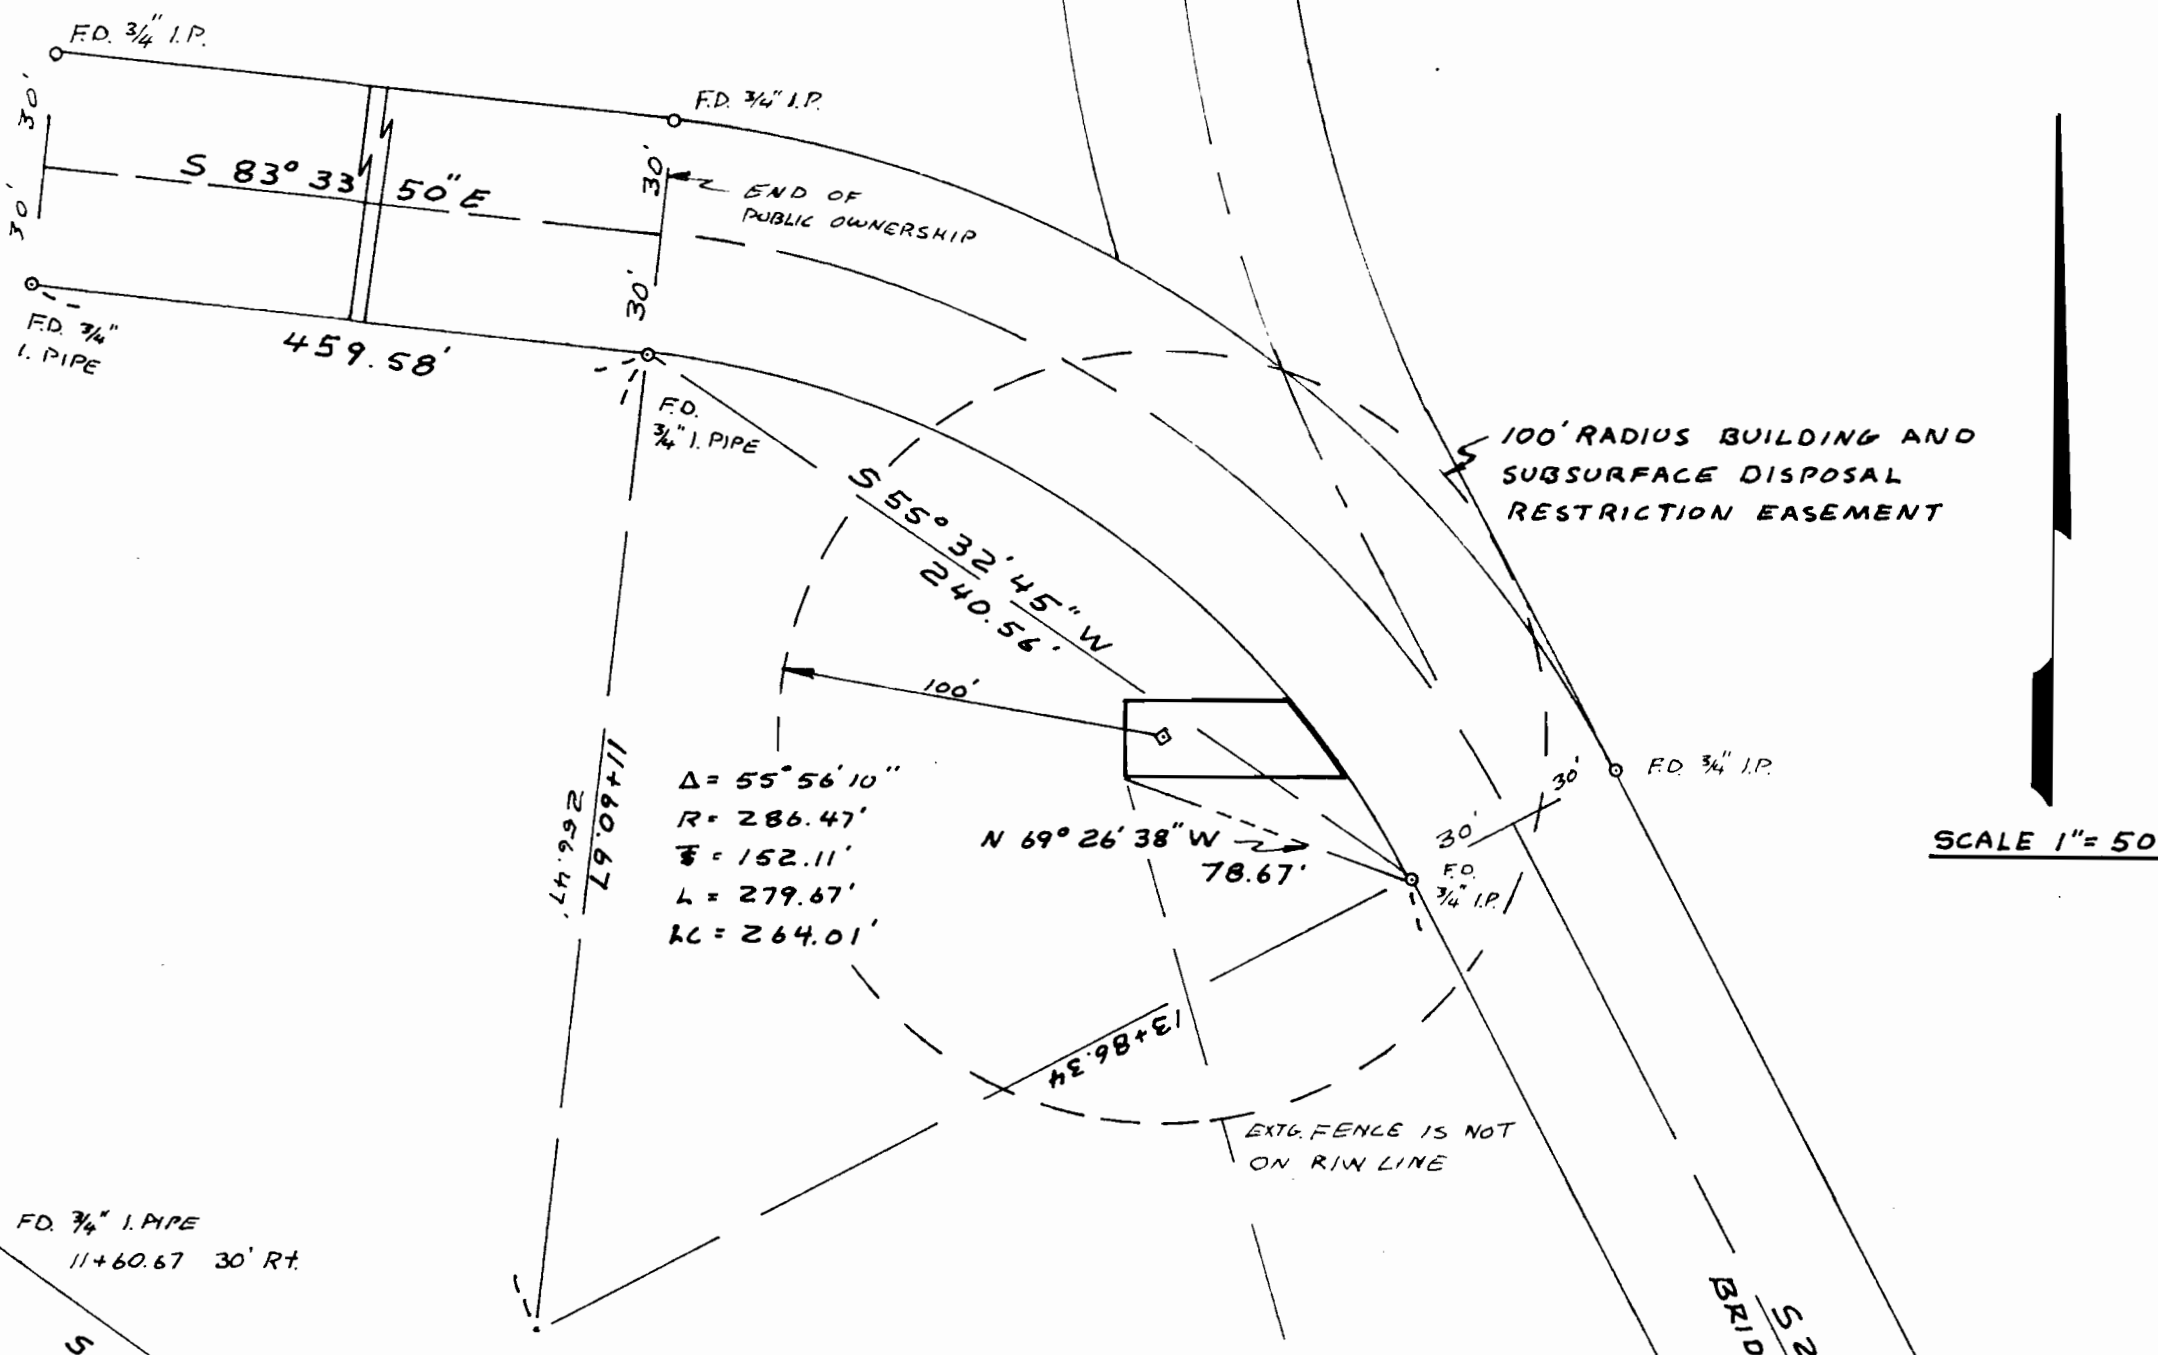 F.D. 3/4" I.P.
F.D. 3/4" I.P.
30'
30'
S 83° 33' 50" E
30'
30'
END OF
PUBLIC OWNERSHIP
F.D. 3/4"
I. PIPE
459.58'
F.D.
3/4" I. PIPE
100' RADIUS BUILDING AND
SUBSURFACE DISPOSAL
RESTRICTION EASEMENT
S 55° 32' 45" W
240.56'
100'
11+60.67
266.47'
Δ = 55° 56' 10"
R = 286.47'
T = 152.11'
L = 279.67'
LC = 264.01'
N 69° 26' 38" W
78.67'
30'
30'
F.D. 3/4" I.P.
F.D.
3/4" I.P.
SCALE 1" = 50
13+86.34
EXTG. FENCE IS NOT
ON R/W LINE
FD. 3/4" I. PIPE
11+60.67 30' Rt.
S
S 2
BRID